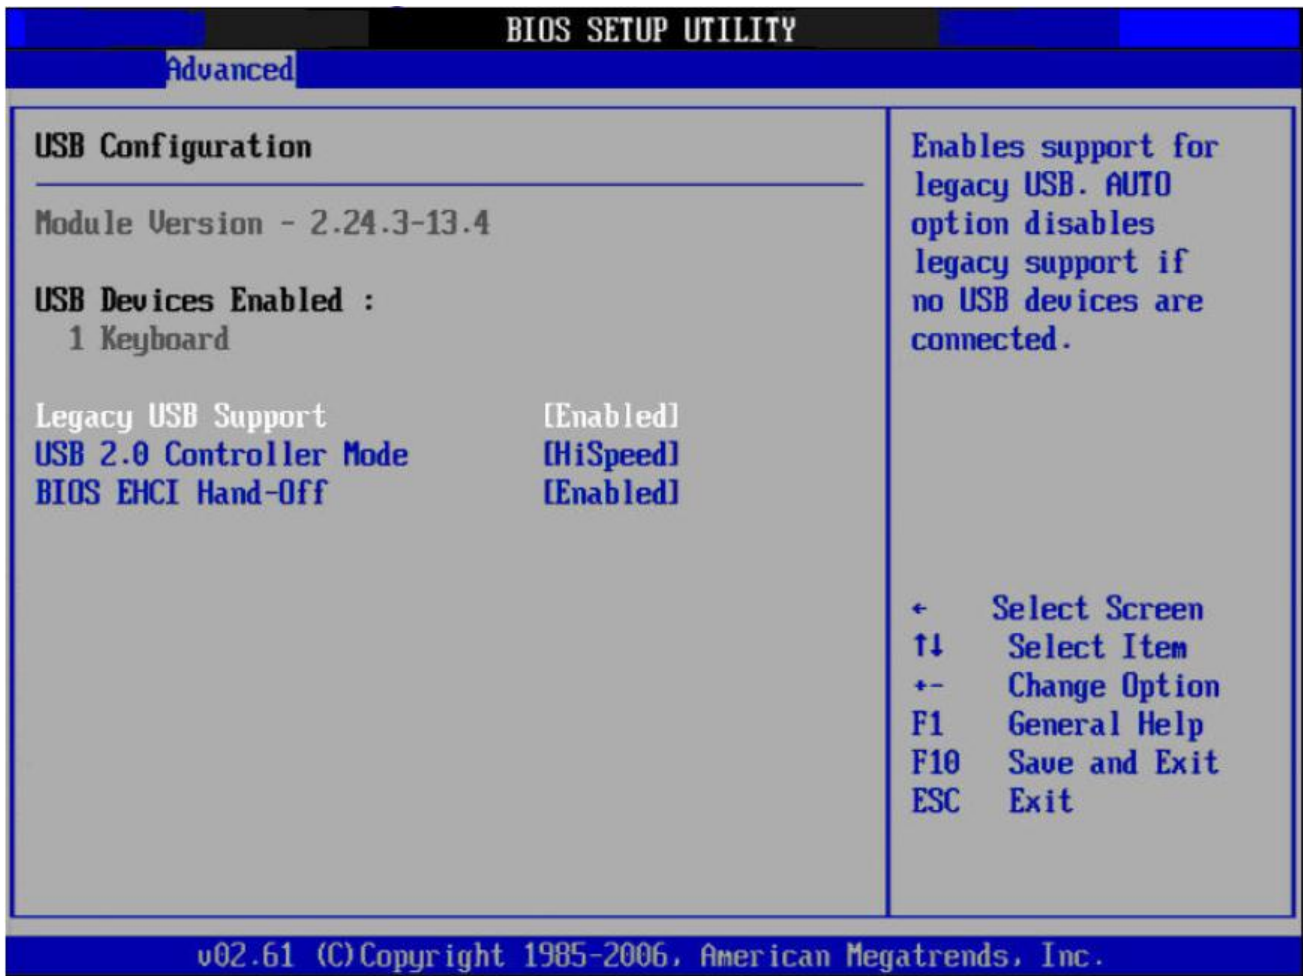 BIOS SETUP UTILITY
Advanced
USB Configuration
Module Version - 2.24.3-13.4
USB Devices Enabled :
1 Keyboard
Legacy USB Support [Enabled]
USB 2.0 Controller Mode [HiSpeed]
BIOS EHCI Hand-Off [Enabled]
Enables support for
legacy USB. AUTO
option disables
legacy support if
no USB devices are
connected.
← Select Screen
↑↓ Select Item
+- Change Option
F1 General Help
F10 Save and Exit
ESC Exit
v02.61 (C)Copyright 1985-2006, American Megatrends, Inc.